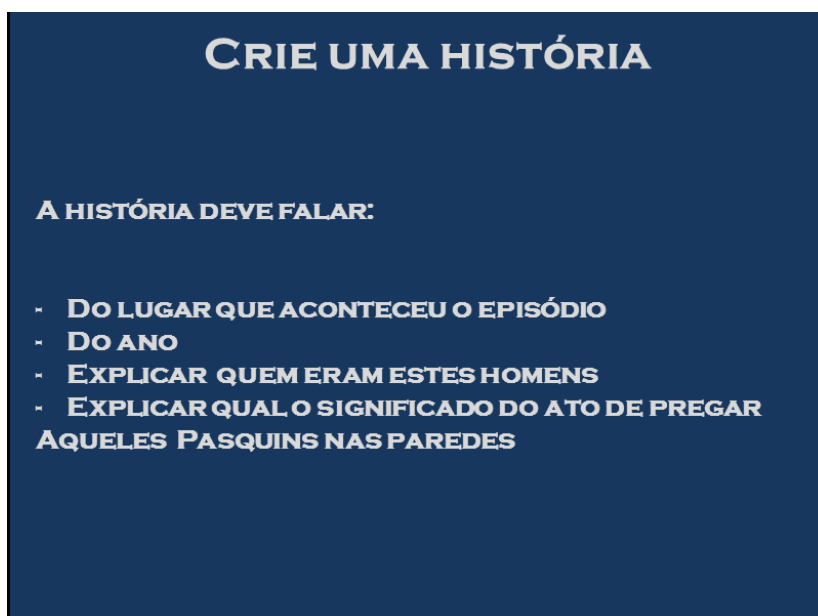 Crie uma história
A história deve falar:
- Do lugar que aconteceu o episódio
- Do ano
- Explicar quem eram estes homens
- Explicar qual o significado do ato de pregar
Aqueles Pasquins nas paredes